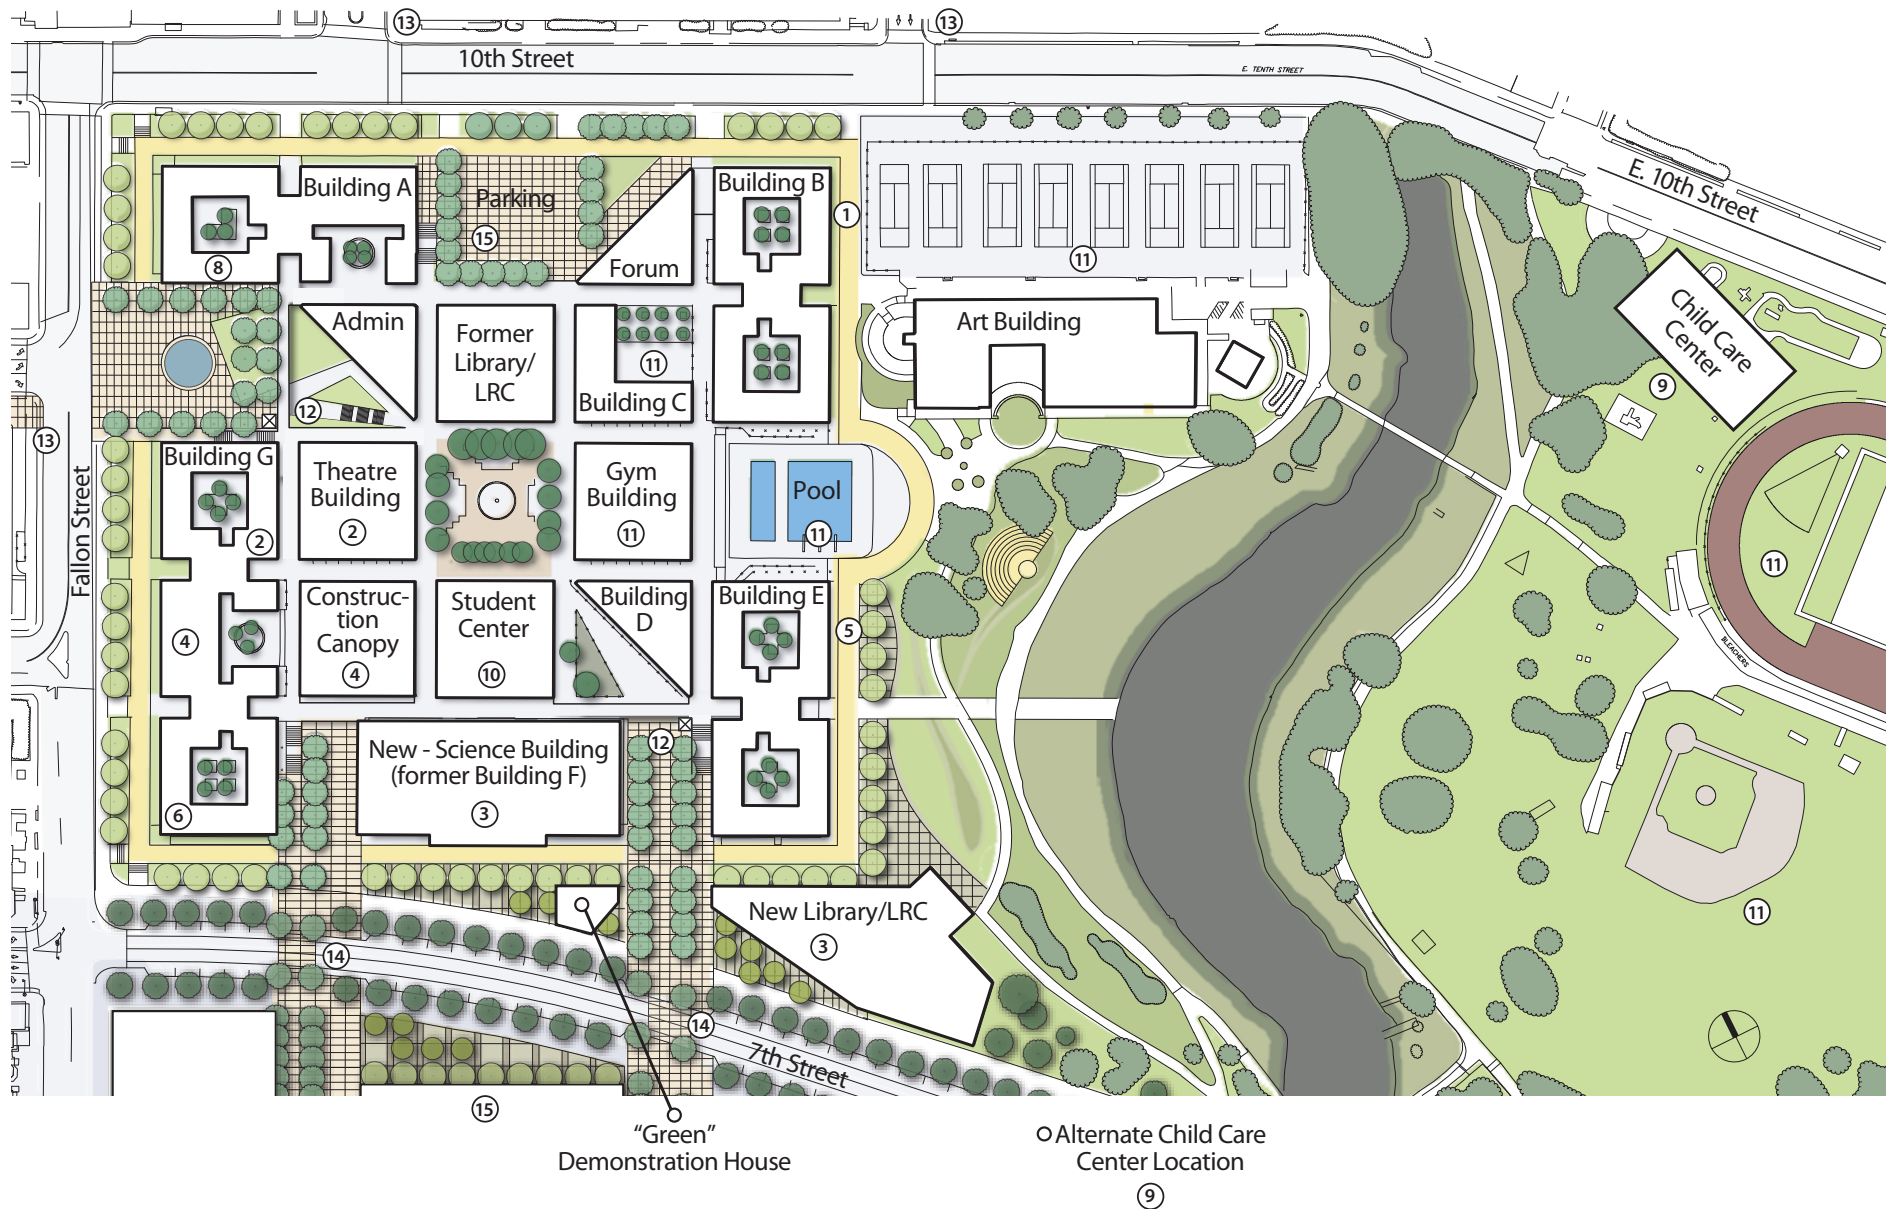 13
13
10th Street
E. TENTH STREET
E. 10th Street
Building A
Parking
15
8
Forum
Building B
1
11
Admin
12
Former
Library/
LRC
11
Building C
Art Building
Child Care
Center
9
13
Fallon Street
Building G
2
Theatre
Building
2
Gym
Building
11
Pool
11
11
4
Construc-
tion
Canopy
4
Student
Center
10
Building
D
Building E
5
BLEACHERS
6
New - Science Building
(former Building F)
3
12
New Library/LRC
3
11
14
14
7th Street
15
"Green"
Demonstration House
Alternate Child Care
Center Location
9